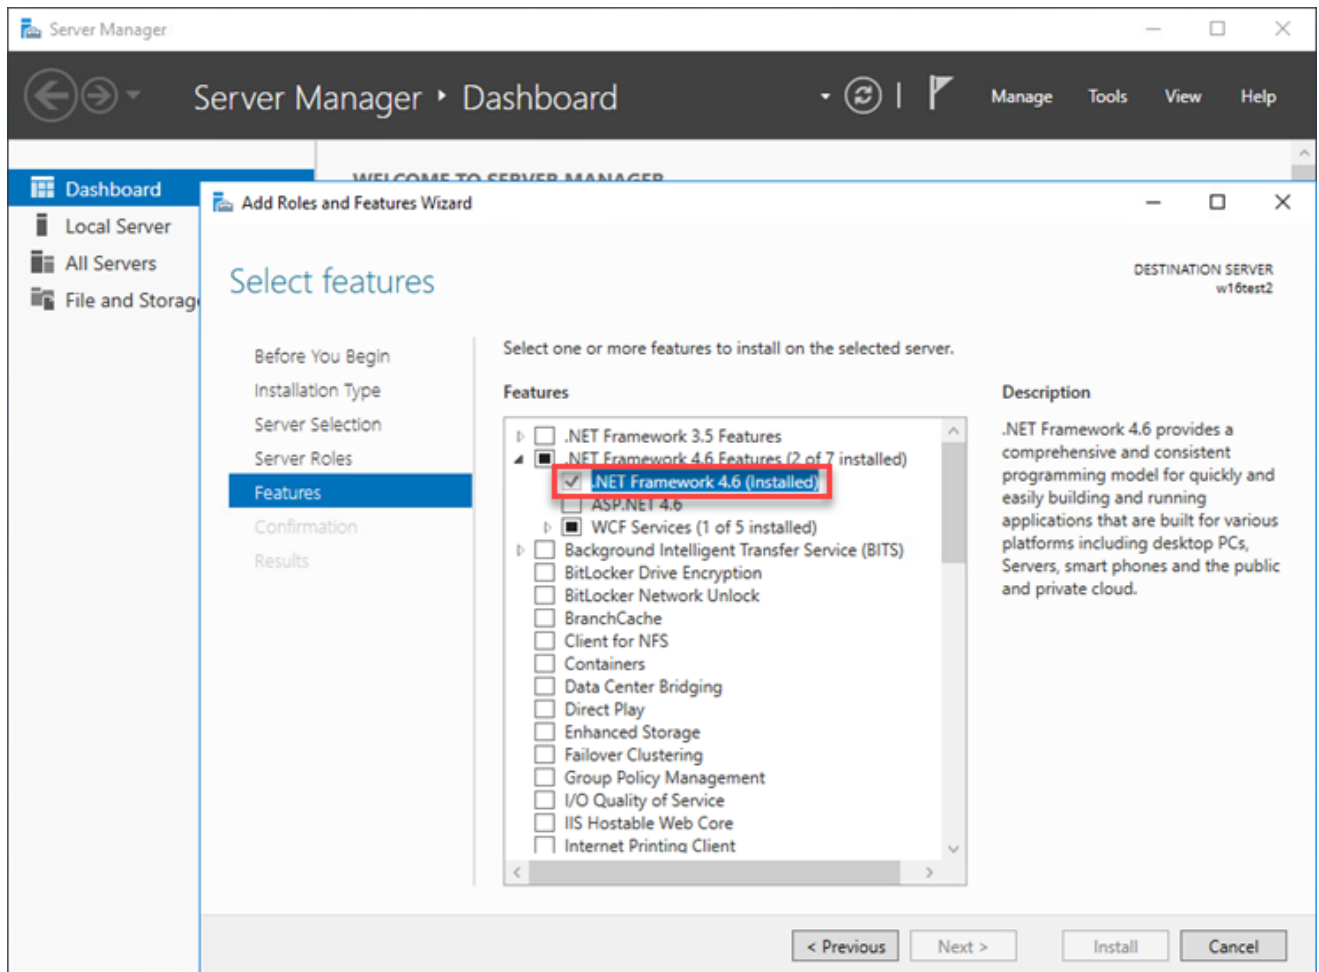 Server Manager
Server Manager ‣ Dashboard
Manage Tools View Help
WELCOME TO SERVER MANAGER
Dashboard
Local Server
All Servers
File and Storag
Add Roles and Features Wizard
Select features
DESTINATION SERVER
w16test2
Before You Begin
Installation Type
Server Selection
Server Roles
Features
Confirmation
Results
Select one or more features to install on the selected server.
Features
.NET Framework 3.5 Features
.NET Framework 4.6 Features (2 of 7 installed)
.NET Framework 4.6 (Installed)
ASP.NET 4.6
WCF Services (1 of 5 installed)
Background Intelligent Transfer Service (BITS)
BitLocker Drive Encryption
BitLocker Network Unlock
BranchCache
Client for NFS
Containers
Data Center Bridging
Direct Play
Enhanced Storage
Failover Clustering
Group Policy Management
I/O Quality of Service
IIS Hostable Web Core
Internet Printing Client
Description
.NET Framework 4.6 provides a
comprehensive and consistent
programming model for quickly and
easily building and running
applications that are built for various
platforms including desktop PCs,
Servers, smart phones and the public
and private cloud.
< Previous
Next >
Install
Cancel